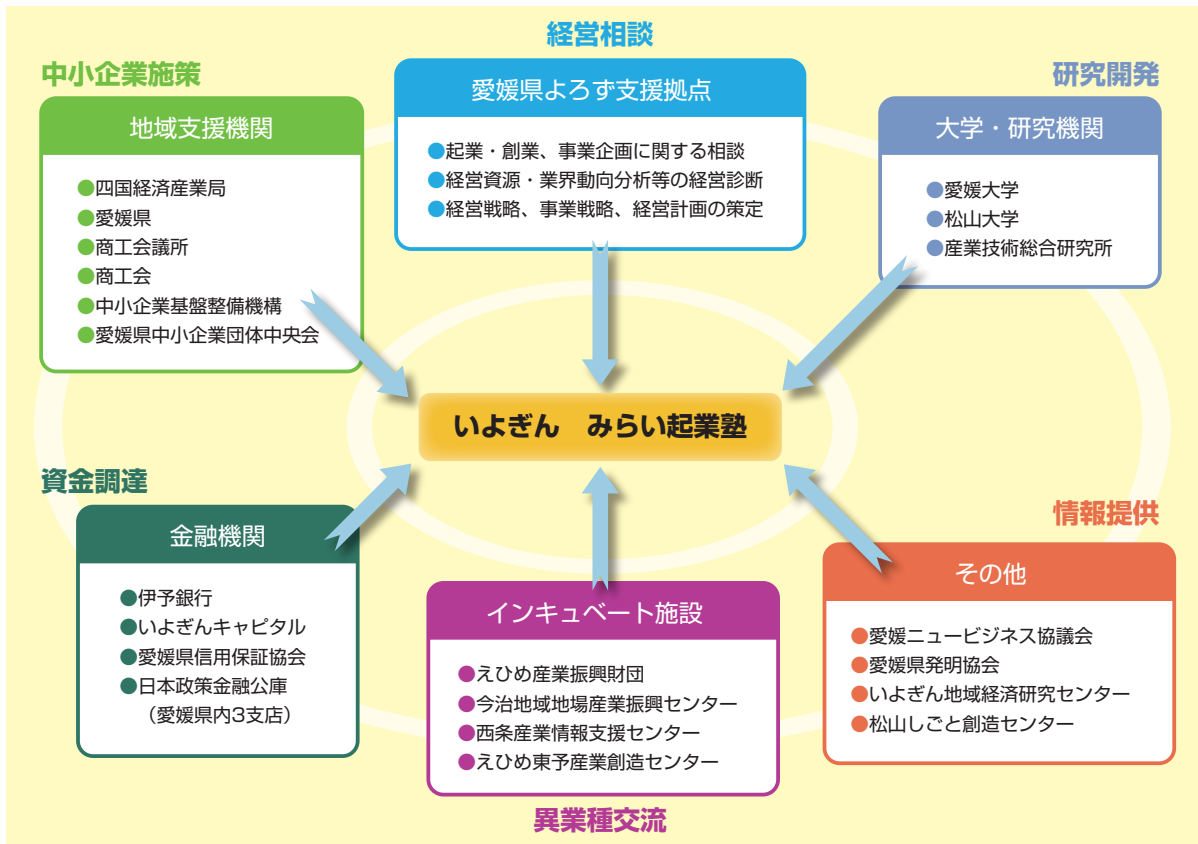 経営相談
愛媛県よろず支援拠点
●起業・創業、事業企画に関する相談
●経営資源・業界動向分析等の経営診断
●経営戦略、事業戦略、経営計画の策定
中小企業施策
地域支援機関
●四国経済産業局
●愛媛県
●商工会議所
●商工会
●中小企業基盤整備機構
●愛媛県中小企業団体中央会
研究開発
大学・研究機関
●愛媛大学
●松山大学
●産業技術総合研究所
いよぎん　みらい起業塾
資金調達
金融機関
●伊予銀行
●いよぎんキャピタル
●愛媛県信用保証協会
●日本政策金融公庫
（愛媛県内3支店）
インキュベート施設
●えひめ産業振興財団
●今治地域地場産業振興センター
●西条産業情報支援センター
●えひめ東予産業創造センター
異業種交流
情報提供
その他
●愛媛ニュービジネス協議会
●愛媛県発明協会
●いよぎん地域経済研究センター
●松山しごと創造センター